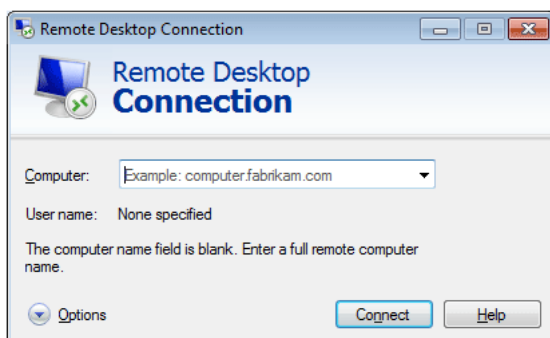 Remote Desktop Connection
Remote Desktop
Connection
Computer:
Example: computer.fabrikam.com
User name:
None specified
The computer name field is blank. Enter a full remote computer
name.
Options
Connect
Help